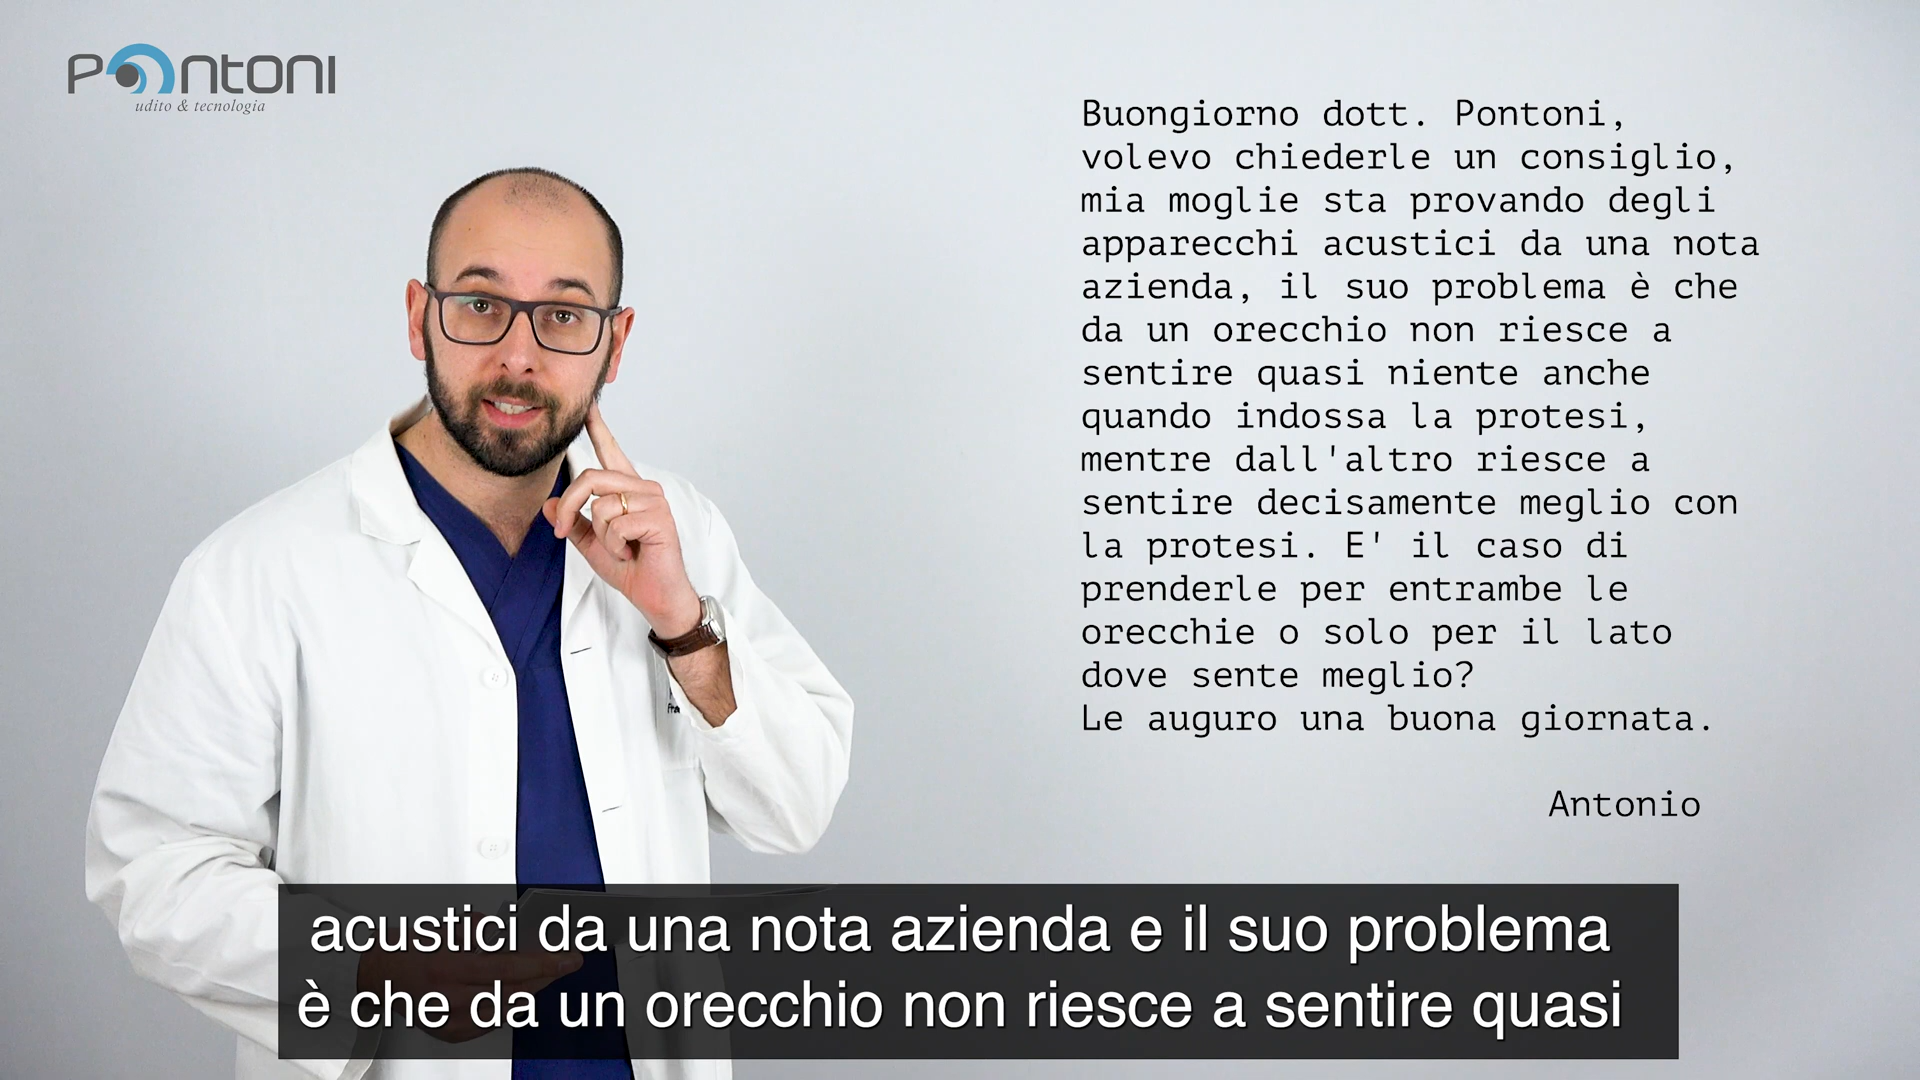 Pontoni
udito & tecnologia
Buongiorno dott. Pontoni,
volevo chiederle un consiglio,
mia moglie sta provando degli
apparecchi acustici da una nota
azienda, il suo problema è che
da un orecchio non riesce a
sentire quasi niente anche
quando indossa la protesi,
mentre dall'altro riesce a
sentire decisamente meglio con
la protesi. E' il caso di
prenderle per entrambe le
orecchie o solo per il lato
dove sente meglio?
Le auguro una buona giornata.
Antonio
acustici da una nota azienda e il suo problema
è che da un orecchio non riesce a sentire quasi